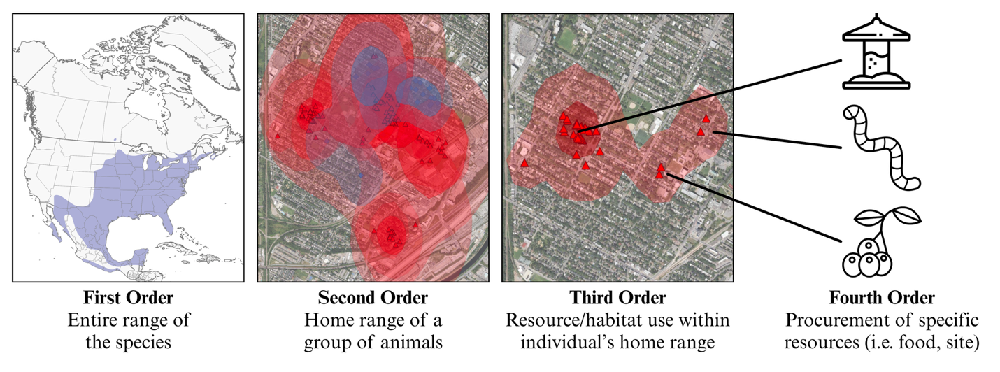 First Order
Entire range of
the species
Second Order
Home range of a
group of animals
Third Order
Resource/habitat use within
individual's home range
Fourth Order
Procurement of specific
resources (i.e. food, site)